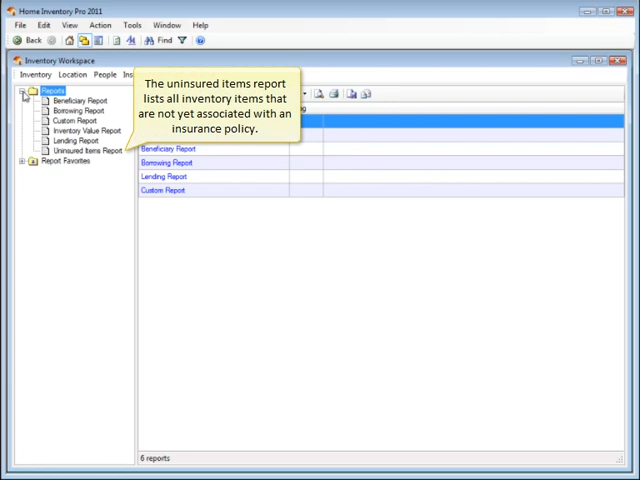 Home Inventory Pro 2011
File Edit View Action Tools Window Help
Back Find
Inventory Workspace
Inventory Location People Ins
The uninsured items report
lists all inventory items that
are not yet associated with an
insurance policy.
Reports
Beneficiary Report
Borrowing Report
Custom Report
Inventory Value Report
Lending Report
Uninsured Items Report
Report Favorites
Beneficiary Report
Borrowing Report
Lending Report
Custom Report
6 reports